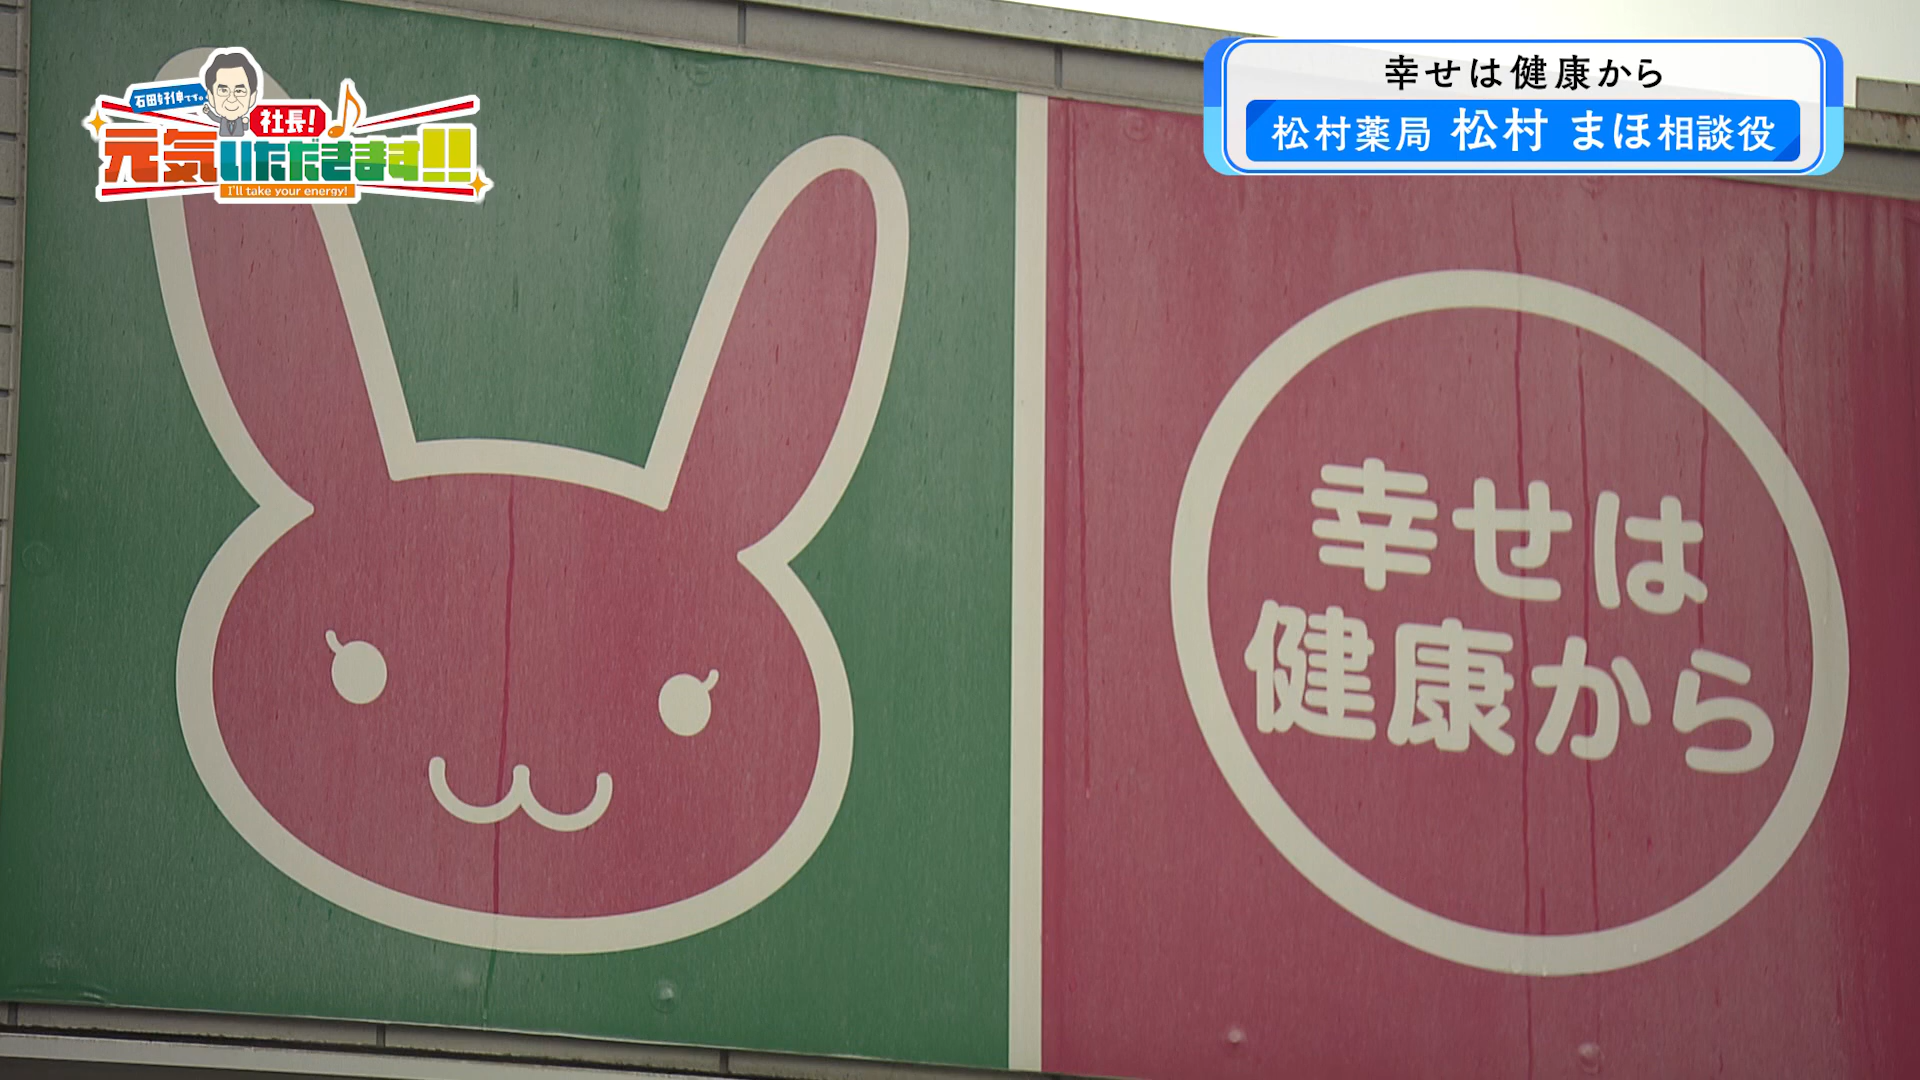 石田好伸です。
社長!
元気いただきます!!
I'll take your energy!
幸せは健康から
松村薬局 松村 まほ相談役
幸せは
健康から